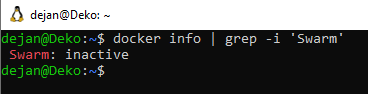 dejan@Deko: ~
dejan@Deko:~$ docker info | grep -i 'Swarm'
 Swarm: inactive
dejan@Deko:~$